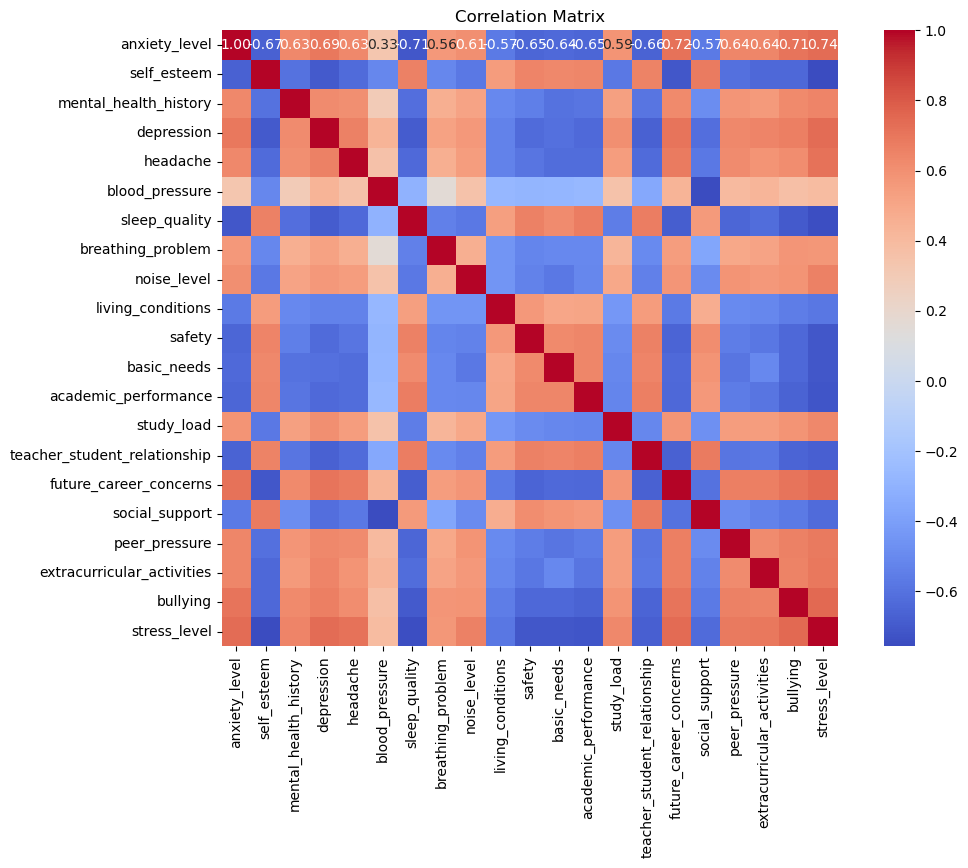 Correlation Matrix
anxiety_level
1.00 -0.67 0.63 0.69 0.63 0.33 -0.71 0.56 0.61 -0.57 -0.65 -0.64 -0.65 0.59 -0.66 0.72 -0.57 0.64 0.64 0.71 0.74
self_esteem
mental_health_history
depression
headache
blood_pressure
sleep_quality
breathing_problem
noise_level
living_conditions
safety
basic_needs
academic_performance
study_load
teacher_student_relationship
future_career_concerns
social_support
peer_pressure
extracurricular_activities
bullying
stress_level
anxiety_level
self_esteem
mental_health_history
depression
headache
blood_pressure
sleep_quality
breathing_problem
noise_level
living_conditions
safety
basic_needs
academic_performance
study_load
teacher_student_relationship
future_career_concerns
social_support
peer_pressure
extracurricular_activities
bullying
stress_level
1.0
0.8
0.6
0.4
0.2
0.0
−0.2
−0.4
−0.6